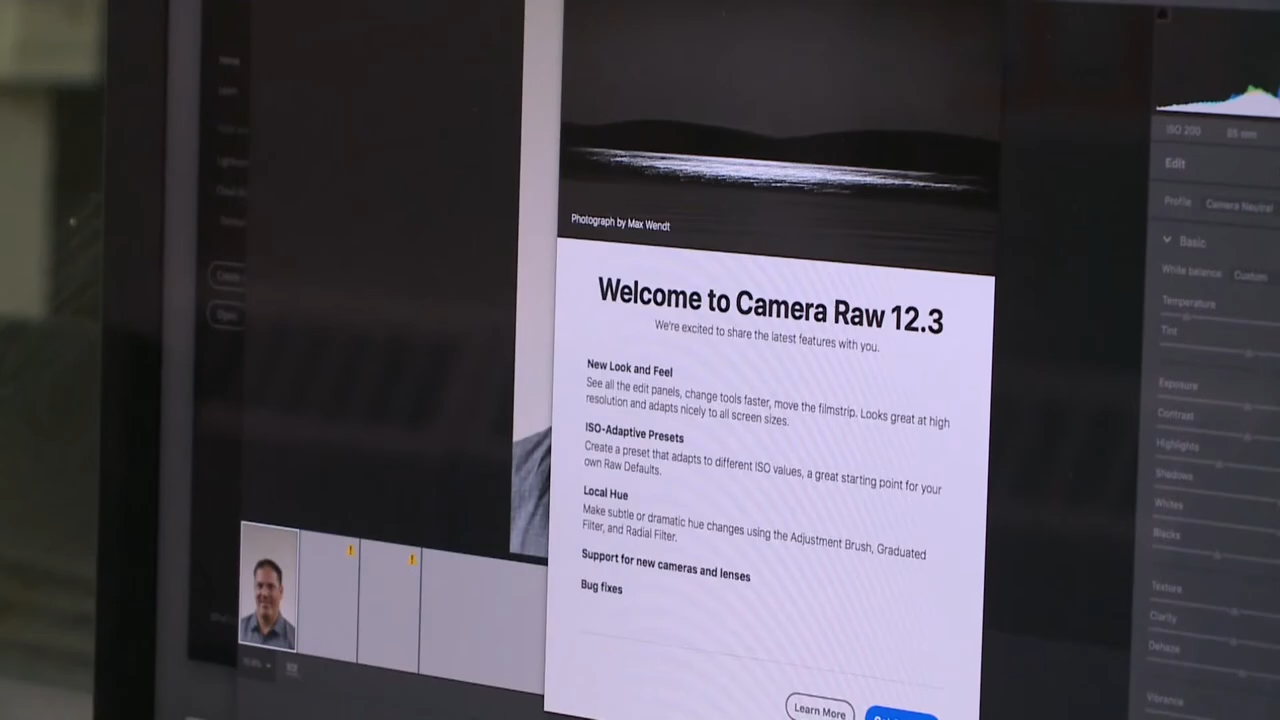 Photograph by Max Wendt
Welcome to Camera Raw 12.3
We're excited to share the latest features with you.
New Look and Feel
See all the edit panels, change tools faster, move the filmstrip. Looks great at high
resolution and adapts nicely to all screen sizes.
ISO-Adaptive Presets
Create a preset that adapts to different ISO values, a great starting point for your
own Raw Defaults.
Local Hue
Make subtle or dramatic hue changes using the Adjustment Brush, Graduated
Filter, and Radial Filter.
Support for new cameras and lenses
Bug fixes
Learn More
ISO 200 85 mm
Edit
Profile Camera Neutral
Basic
White balance Custom
Temperature
Tint
Exposure
Contrast
Highlights
Shadows
Whites
Blacks
Texture
Clarity
Dehaze
Vibrance
Open